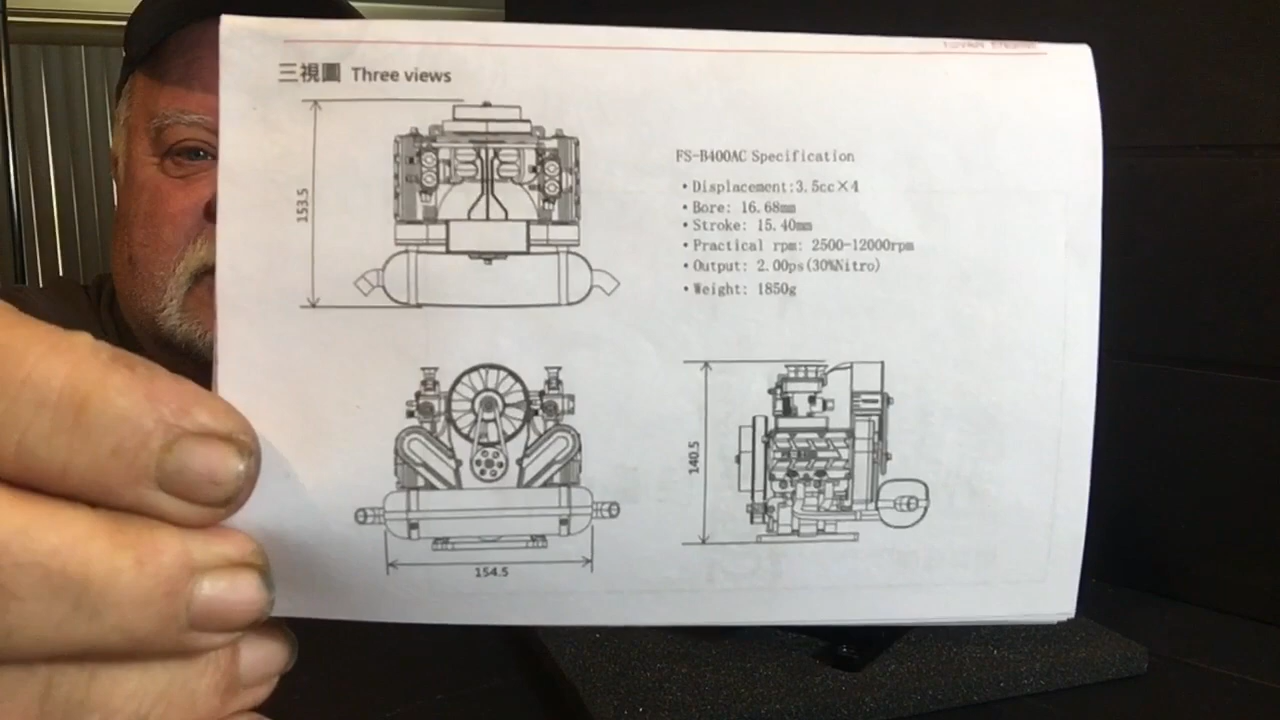 三視圖 Three views
153.5
FS-B400AC Specification
•Displacement:3.5cc×4
•Bore: 16.68mm
•Stroke: 15.40mm
•Practical rpm: 2500-12000rpm
•Output: 2.00ps(30%Nitro)
•Weight: 1850g
140.5
154.5